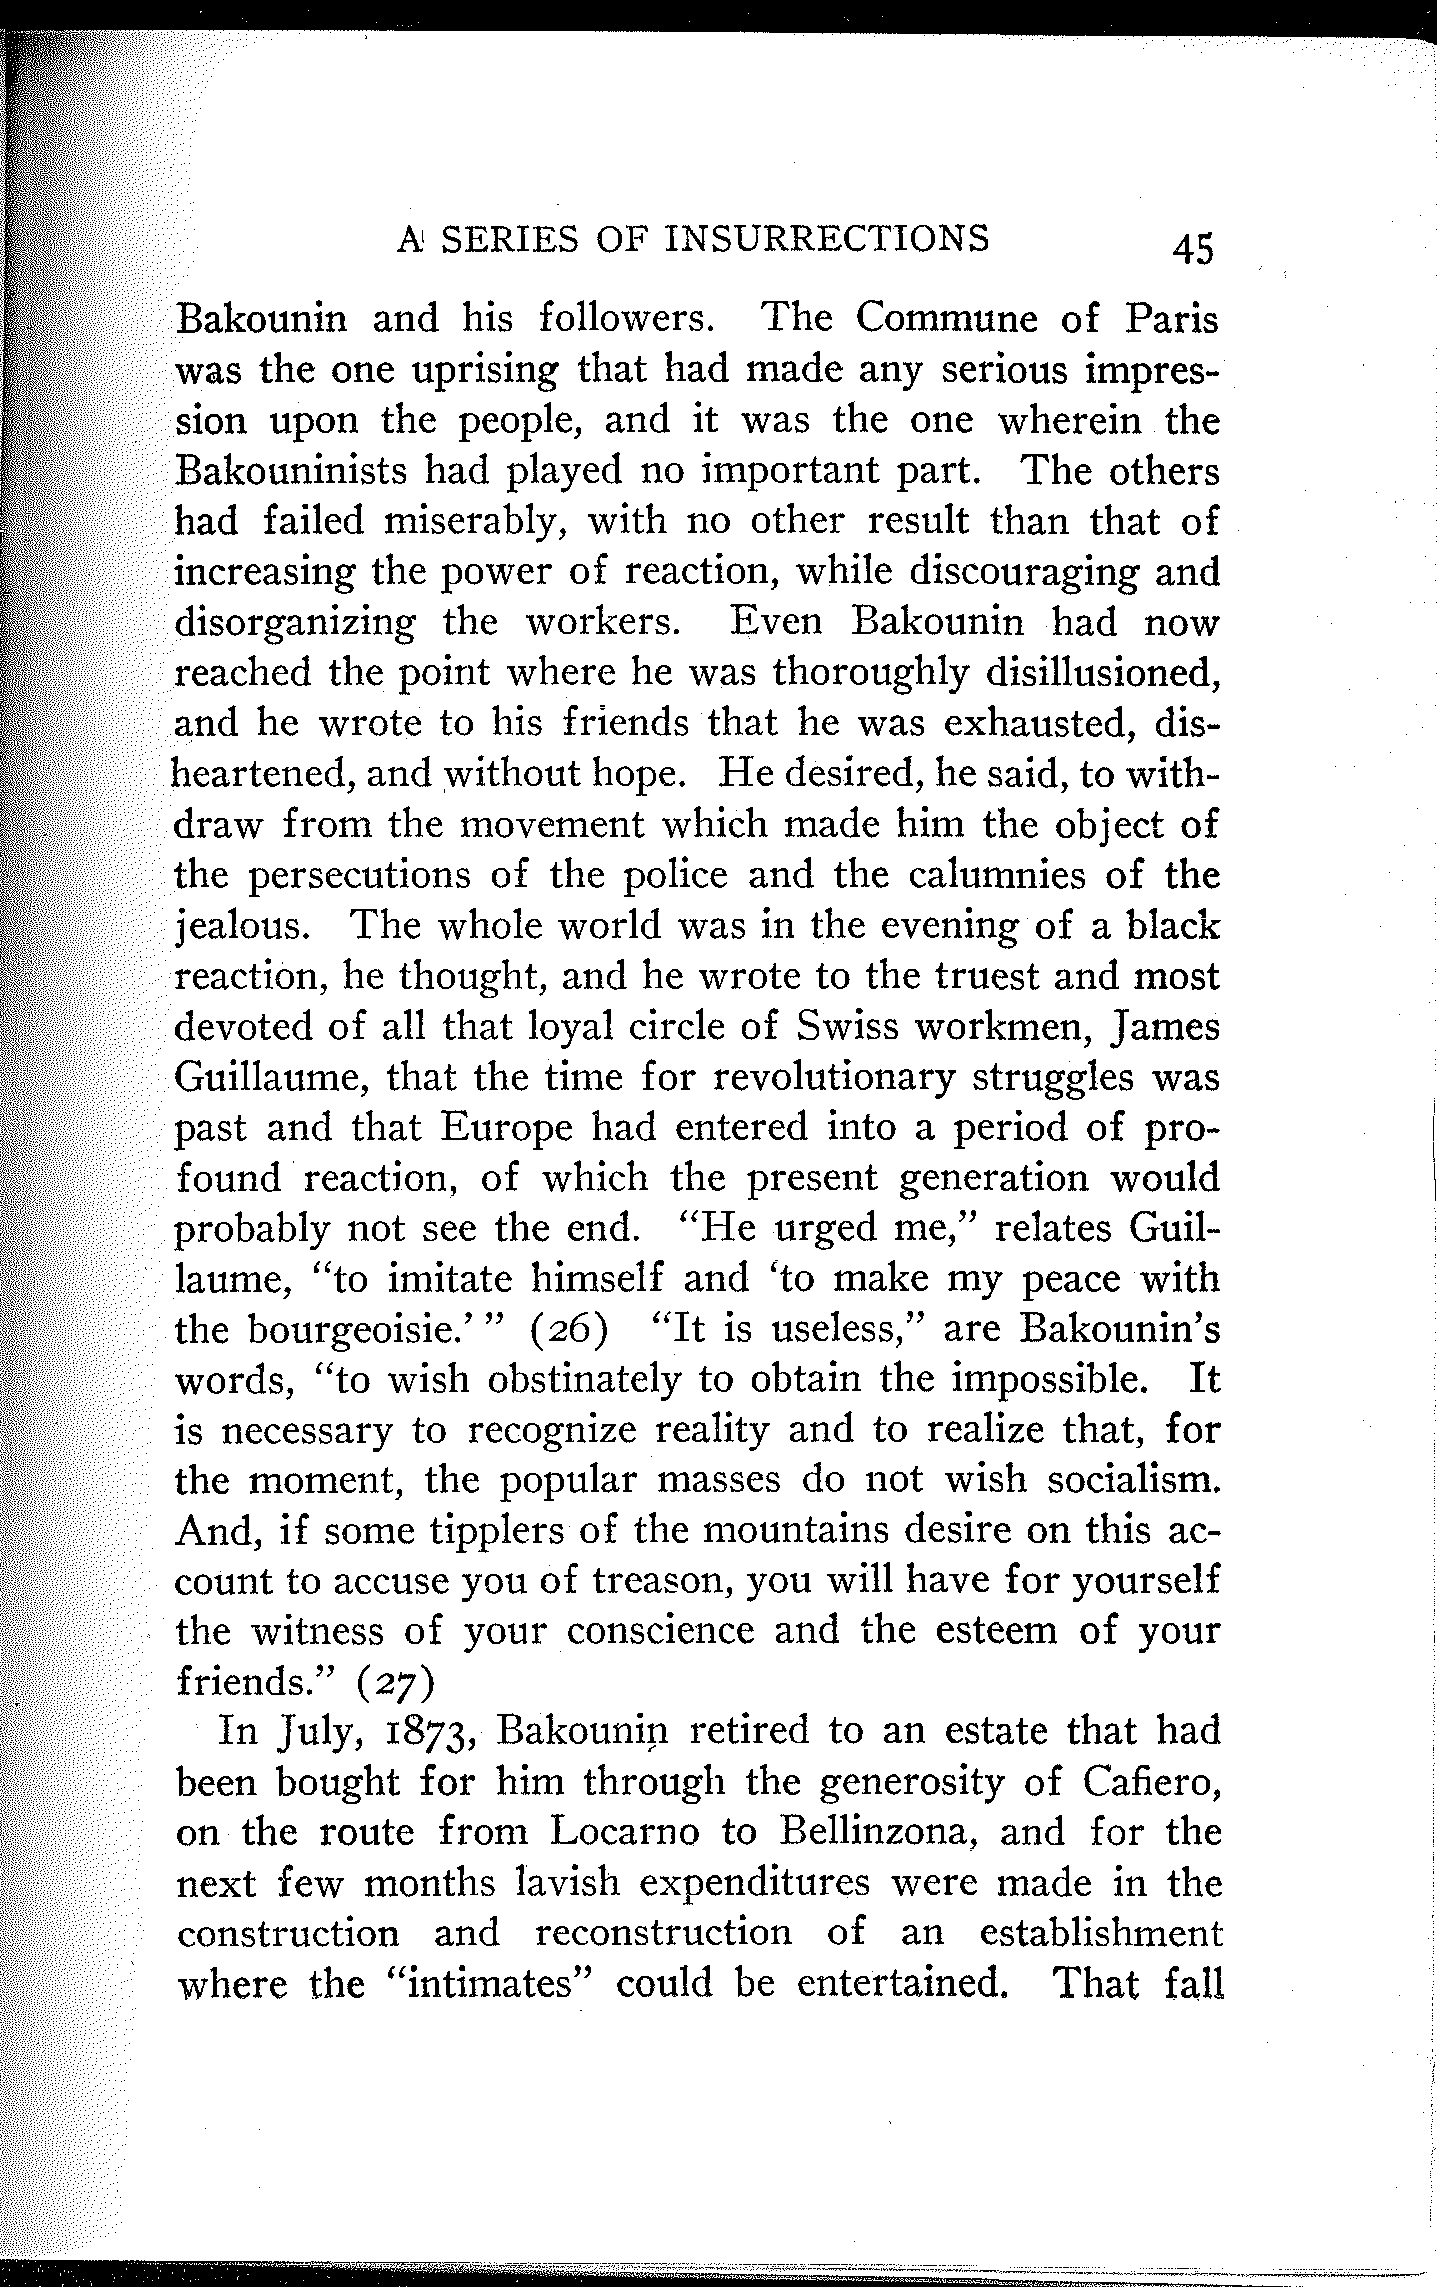 A SERIES OF INSURRECTIONS 45
Bakounin and his followers. The Commune of Paris
was the one uprising that had made any serious impres-
sion upon the people, and it was the one wherein the
Bakouninists had played no important part. The others
had failed miserably, with no other result than that of
increasing the power of reaction, while discouraging and
disorganizing the workers. Even Bakounin had now
reached the point where he was thoroughly disillusioned,
and he wrote to his friends that he was exhausted, dis-
heartened, and without hope. He desired, he said, to with-
draw from the movement which made him the object of
the persecutions of the police and the calumnies of the
jealous. The whole world was in the evening of a black
reaction, he thought, and he wrote to the truest and most
devoted of all that loyal circle of Swiss workmen, James
Guillaume, that the time for revolutionary struggles was
past and that Europe had entered into a period of pro-
found reaction, of which the present generation would
probably not see the end. “He urged me,” relates Guil-
laume, “to imitate himself and ‘to make my peace with
the bourgeoisie.’” (26) “It is useless,” are Bakounin’s
words, “to wish obstinately to obtain the impossible. It
is necessary to recognize reality and to realize that, for
the moment, the popular masses do not wish socialism.
And, if some tipplers of the mountains desire on this ac-
count to accuse you of treason, you will have for yourself
the witness of your conscience and the esteem of your
friends.” (27)
In July, 1873, Bakounin retired to an estate that had
been bought for him through the generosity of Cafiero,
on the route from Locarno to Bellinzona, and for the
next few months lavish expenditures were made in the
construction and reconstruction of an establishment
where the “intimates” could be entertained. That fall